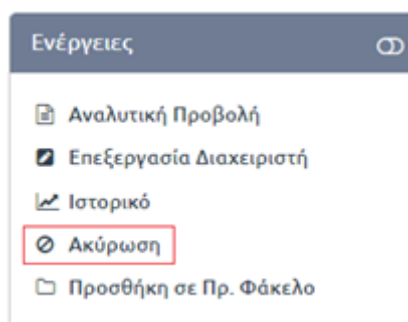 Ενέργειες
Αναλυτική Προβολή
Επεξεργασία Διαχειριστή
Ιστορικό
Ακύρωση
Προσθήκη σε Πρ. Φάκελο